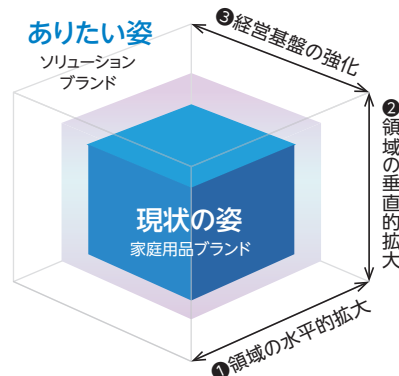 ありたい姿
ソリューション
ブランド
❸経営基盤の強化
❷領域の垂直的拡大
現状の姿
家庭用品ブランド
❶領域の水平的拡大